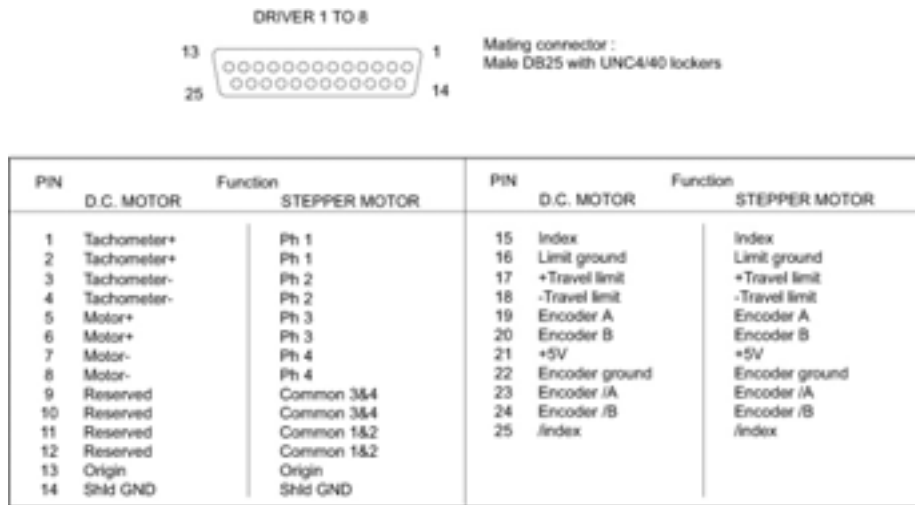 DRIVER 1 TO 8
13 1
25 14
Mating connector :
Male DB25 with UNC4/40 lockers
PIN Function
D.C. MOTOR STEPPER MOTOR
1 Tachometer+ Ph 1
2 Tachometer+ Ph 1
3 Tachometer- Ph 2
4 Tachometer- Ph 2
5 Motor+ Ph 3
6 Motor+ Ph 3
7 Motor- Ph 4
8 Motor- Ph 4
9 Reserved Common 3&4
10 Reserved Common 3&4
11 Reserved Common 1&2
12 Reserved Common 1&2
13 Origin Origin
14 Shld GND Shld GND
PIN Function
D.C. MOTOR STEPPER MOTOR
15 Index Index
16 Limit ground Limit ground
17 +Travel limit +Travel limit
18 -Travel limit -Travel limit
19 Encoder A Encoder A
20 Encoder B Encoder B
21 +5V +5V
22 Encoder ground Encoder ground
23 Encoder /A Encoder /A
24 Encoder /B Encoder /B
25 /index /index